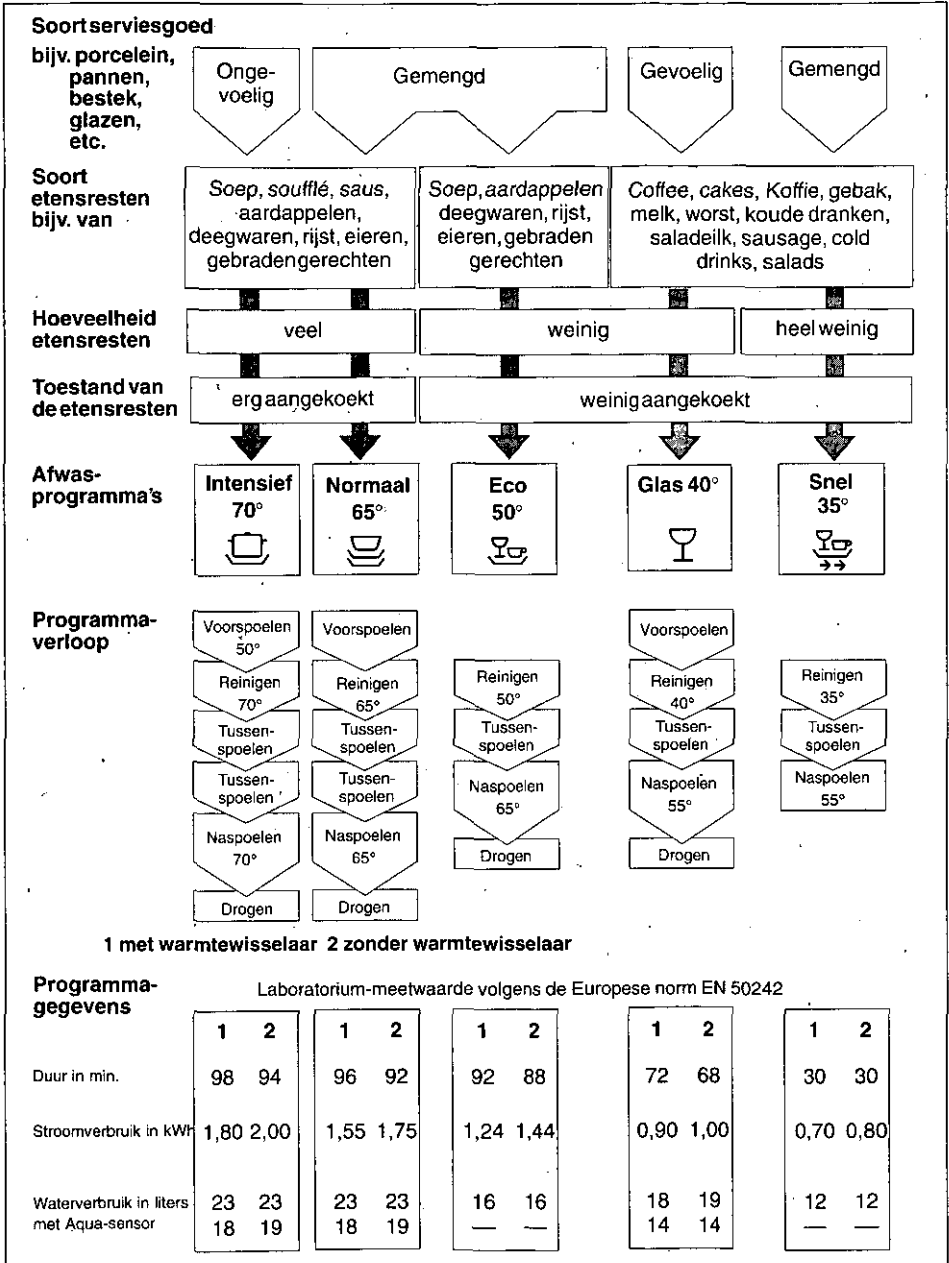 Soort serviesgoed
bijv. porcelein,
pannen,
bestek,
glazen,
etc.
Onge-
voelig
Gemengd
Gevoelig
Gemengd
Soort
etensresten
bijv. van
Soep, soufflé, saus,
aardappelen,
deegwaren, rijst, eieren,
gebraden gerechten
Soep, aardappelen
deegwaren, rijst,
eieren, gebraden
gerechten
Coffee, cakes, Koffie, gebak,
melk, worst, koude dranken,
saladeilk, sausage, cold
drinks, salads
Hoeveelheid
etensresten
veel
weinig
heel weinig
Toestand van
de etensresten
erg aangekoekt
weinig aangekoekt
Afwas-
programma's
Intensief
70°
Normaal
65°
Eco
50°
Glas 40°
Snel
35°
Programma-
verloop
Voorspoelen
50°
Reinigen
70°
Tussen-
spoelen
Tussen-
spoelen
Naspoelen
70°
Drogen
Voorspoelen
Reinigen
65°
Tussen-
spoelen
Tussen-
spoelen
Naspoelen
65°
Drogen
Reinigen
50°
Tussen-
spoelen
Naspoelen
65°
Drogen
Voorspoelen
Reinigen
40°
Tussen-
spoelen
Naspoelen
55°
Drogen
Reinigen
35°
Tussen-
spoelen
Naspoelen
55°
1 met warmtewisselaar 2 zonder warmtewisselaar
Programma-
gegevens
Laboratorium-meetwaarde volgens de Europese norm EN 50242
1 2 1 2 1 2 1 2 1 2
Duur in min. 98 94 96 92 92 88 72 68 30 30
Stroomverbruik in kWh 1,80 2,00 1,55 1,75 1,24 1,44 0,90 1,00 0,70 0,80
Waterverbruik in liters 23 23 23 23 16 16 18 19 12 12
met Aqua-sensor 18 19 18 19 — — 14 14 — —